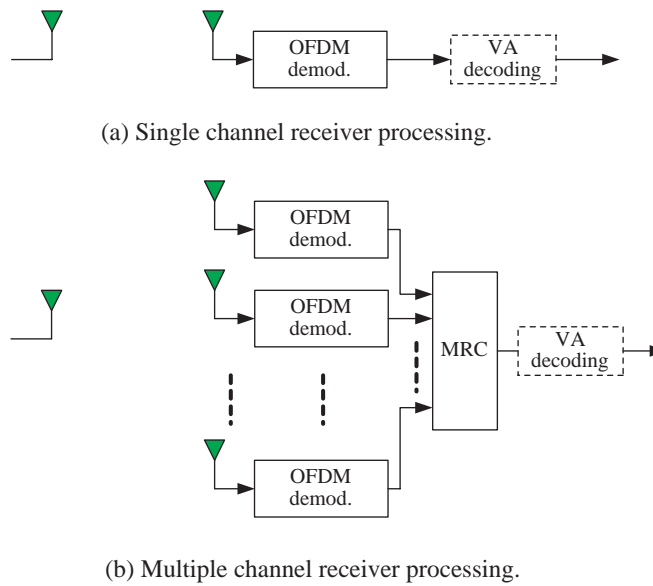 OFDM
demod.
VA
decoding
(a) Single channel receiver processing.
OFDM
demod.
OFDM
demod.
MRC
VA
decoding
OFDM
demod.
(b) Multiple channel receiver processing.